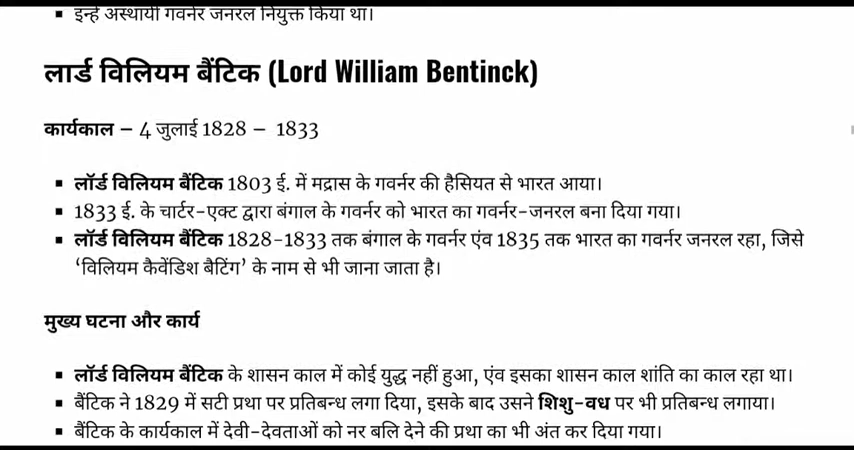 ▪ इन्हें अस्थायी गवर्नर जनरल नियुक्त किया था।
लार्ड विलियम बैंटिक (Lord William Bentinck)
कार्यकाल – 4 जुलाई 1828 – 1833
▪ लॉर्ड विलियम बैंटिक 1803 ई. में मद्रास के गवर्नर की हैसियत से भारत आया।
▪ 1833 ई. के चार्टर-एक्ट द्वारा बंगाल के गवर्नर को भारत का गवर्नर-जनरल बना दिया गया।
▪ लॉर्ड विलियम बैंटिक 1828-1833 तक बंगाल के गवर्नर एंव 1835 तक भारत का गवर्नर जनरल रहा, जिसे
‘विलियम कैवेंडिश बैटिंग’ के नाम से भी जाना जाता है।
मुख्य घटना और कार्य
▪ लॉर्ड विलियम बैंटिक के शासन काल में कोई युद्ध नहीं हुआ, एंव इसका शासन काल शांति का काल रहा था।
▪ बैंटिक ने 1829 में सटी प्रथा पर प्रतिबन्ध लगा दिया, इसके बाद उसने शिशु-वध पर भी प्रतिबन्ध लगाया।
▪ बैंटिक के कार्यकाल में देवी-देवताओं को नर बलि देने की प्रथा का भी अंत कर दिया गया।